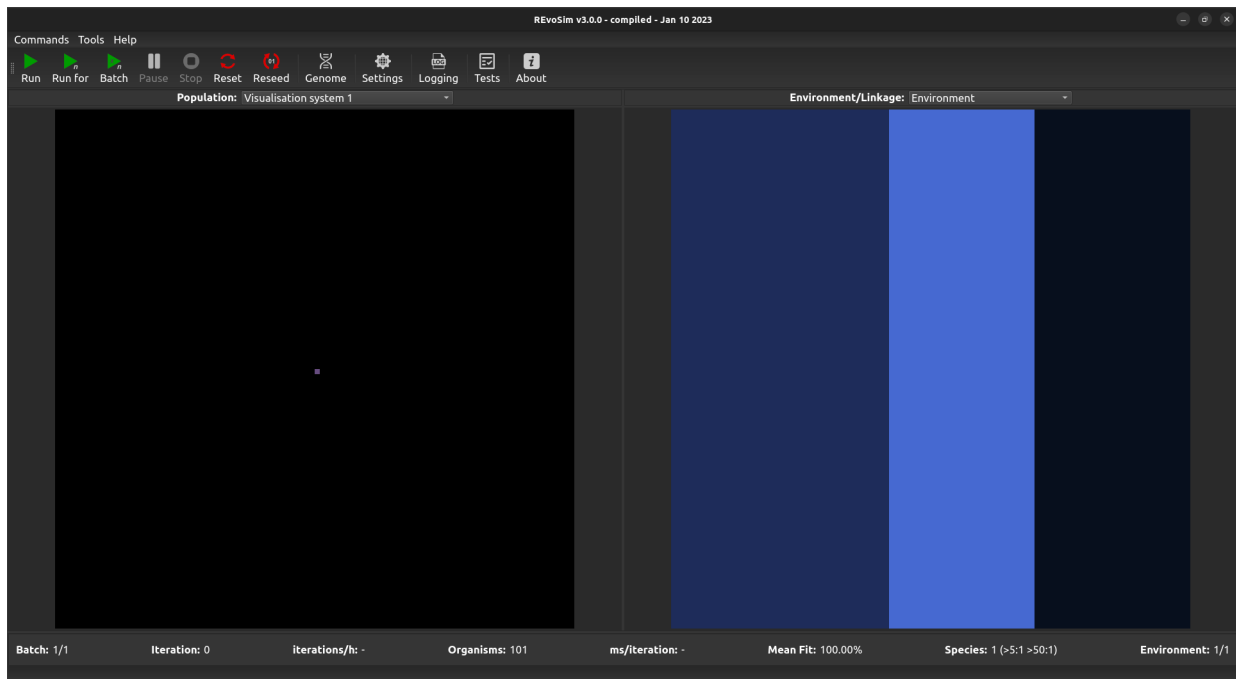 REvoSim v3.0.0 - compiled - Jan 10 2023
Commands Tools Help
Run Run for Batch Pause Stop Reset Reseed Genome Settings Logging Tests About
Population: Visualisation system 1 Environment/Linkage: Environment
Batch: 1/1 Iteration: 0 iterations/h: - Organisms: 101 ms/iteration: - Mean Fit: 100.00% Species: 1 (>5:1 >50:1) Environment: 1/1